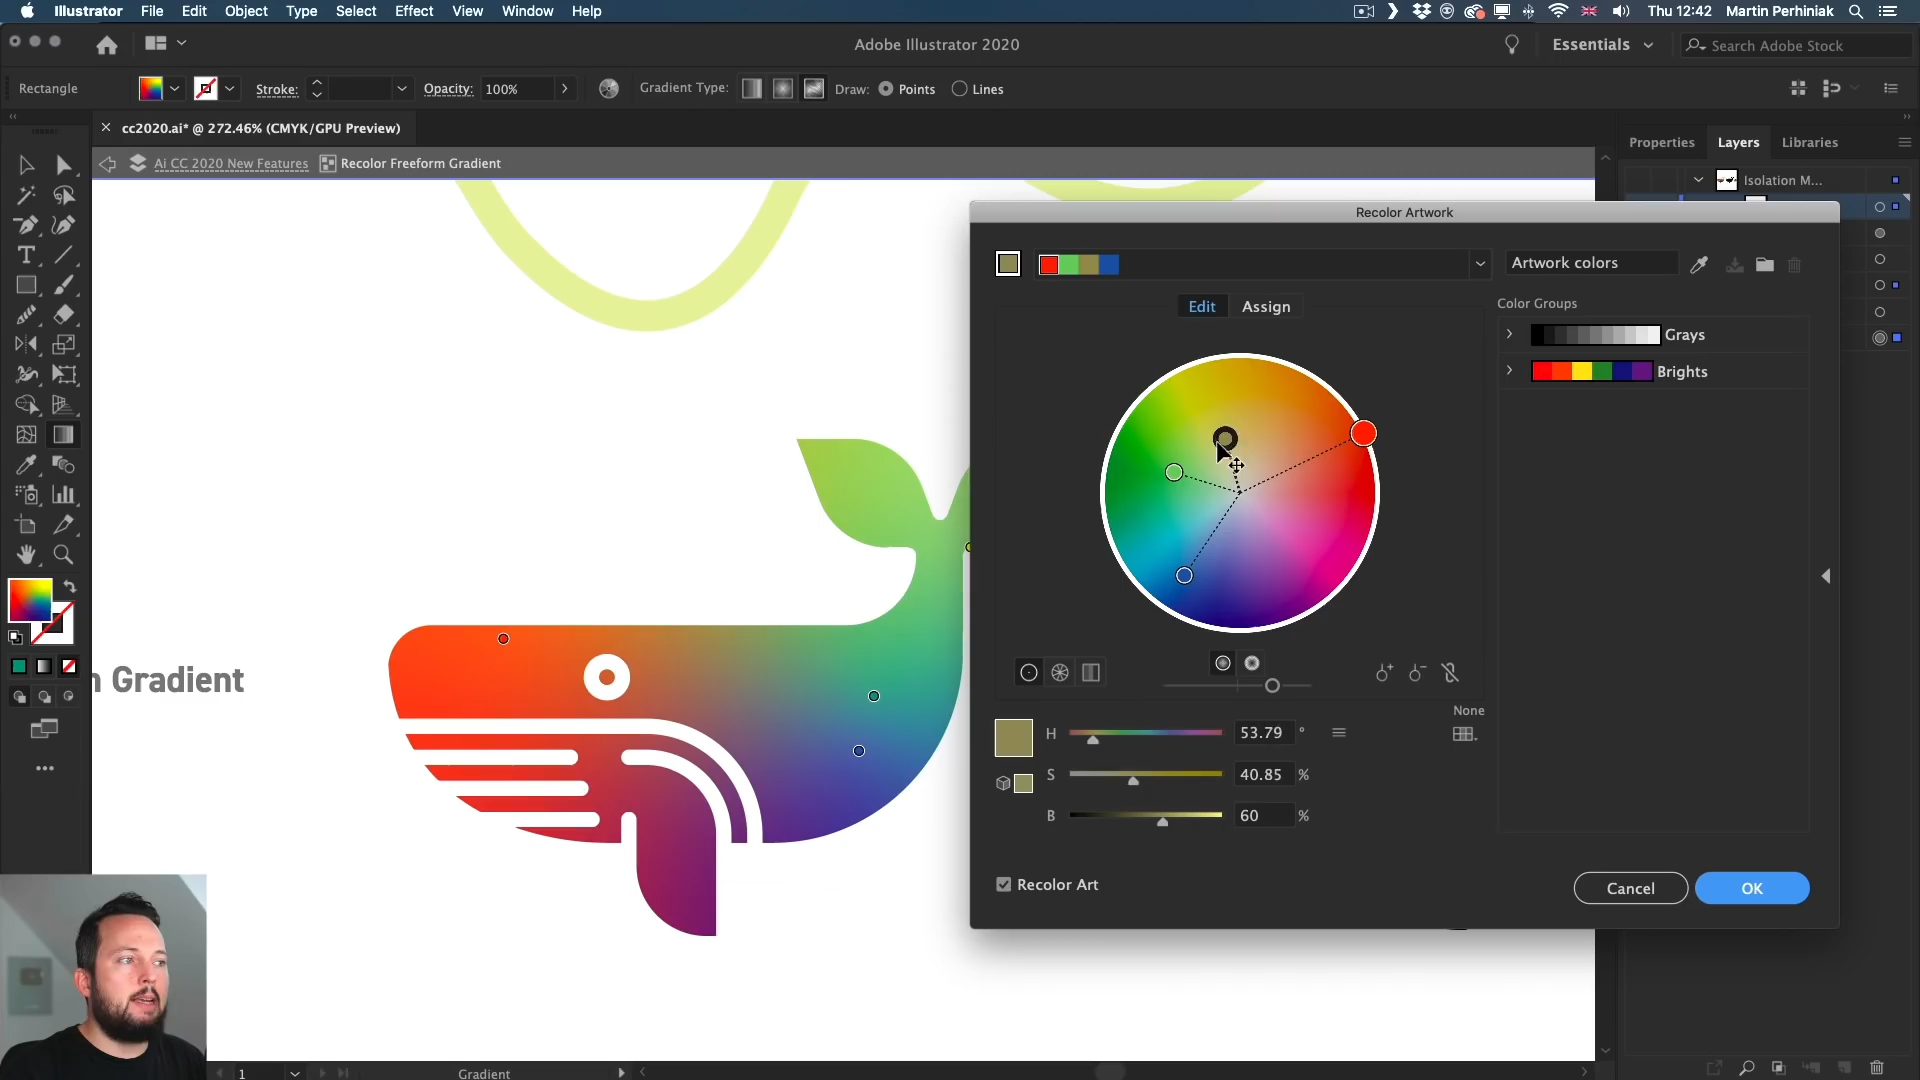 Illustrator File Edit Object Type Select Effect View Window Help Thu 12:42 Martin Perhiniak
Adobe Illustrator 2020 Essentials Search Adobe Stock
Rectangle Stroke: Opacity: 100% Gradient Type: Draw: Points Lines
cc2020.ai* @ 272.46% (CMYK/GPU Preview)
Properties Layers Libraries
Ai CC 2020 New Features Recolor Freeform Gradient
Isolation M...
Recolor Artwork
Artwork colors
Edit Assign
Color Groups
Grays
Brights
n Gradient
None
H 53.79 °
S 40.85 %
B 60 %
Recolor Art
Cancel OK
1 Gradient